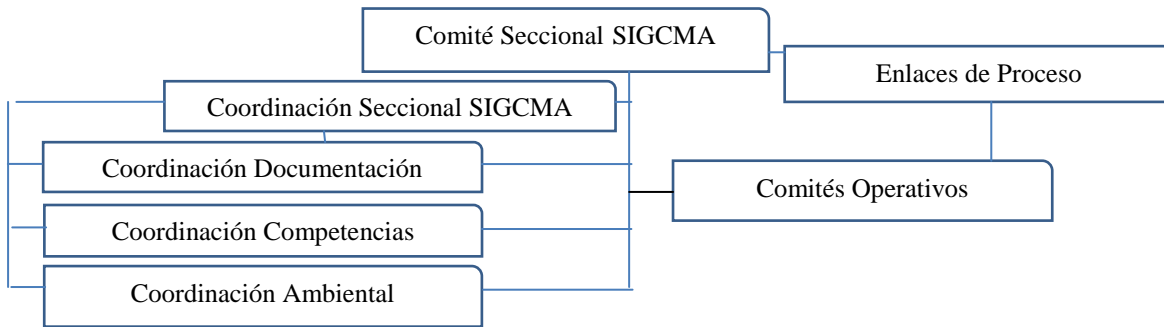 Comité Seccional SIGCMA
Enlaces de Proceso
Coordinación Seccional SIGCMA
Coordinación Documentación
Comités Operativos
Coordinación Competencias
Coordinación Ambiental